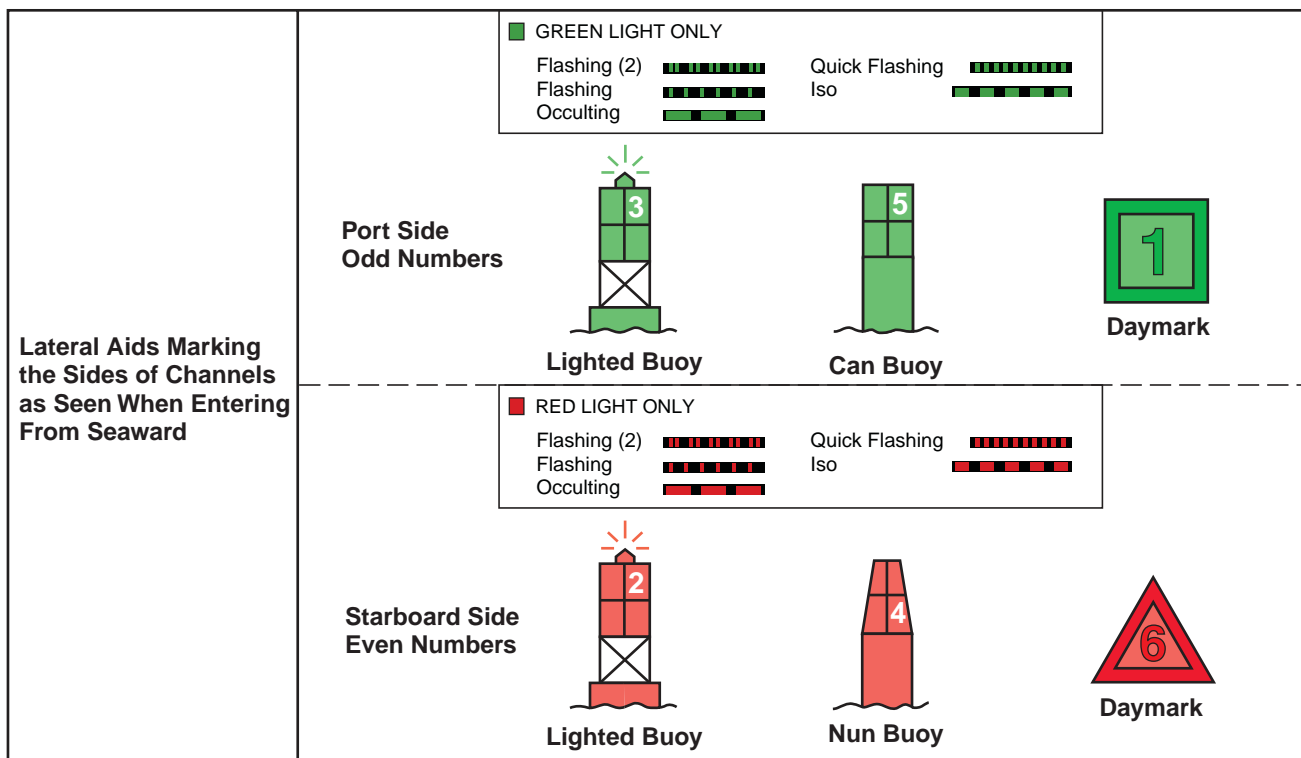 GREEN LIGHT ONLY
Flashing (2)
Quick Flashing
Flashing
Iso
Occulting
Port Side
Odd Numbers
3
5
1
Lighted Buoy
Can Buoy
Daymark
Lateral Aids Marking
the Sides of Channels
as Seen When Entering
From Seaward
RED LIGHT ONLY
Flashing (2)
Quick Flashing
Flashing
Iso
Occulting
Starboard Side
Even Numbers
2
4
6
Lighted Buoy
Nun Buoy
Daymark